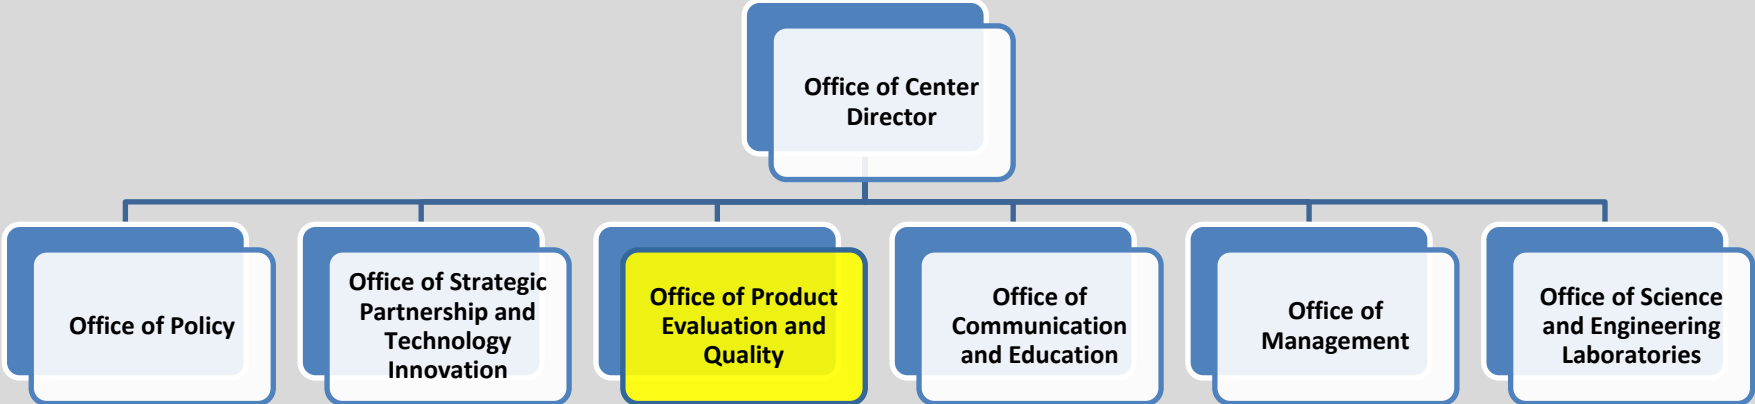 Office of Center
Director
Office of Policy
Office of Strategic
Partnership and
Technology
Innovation
Office of Product
Evaluation and
Quality
Office of
Communication
and Education
Office of
Management
Office of Science
and Engineering
Laboratories